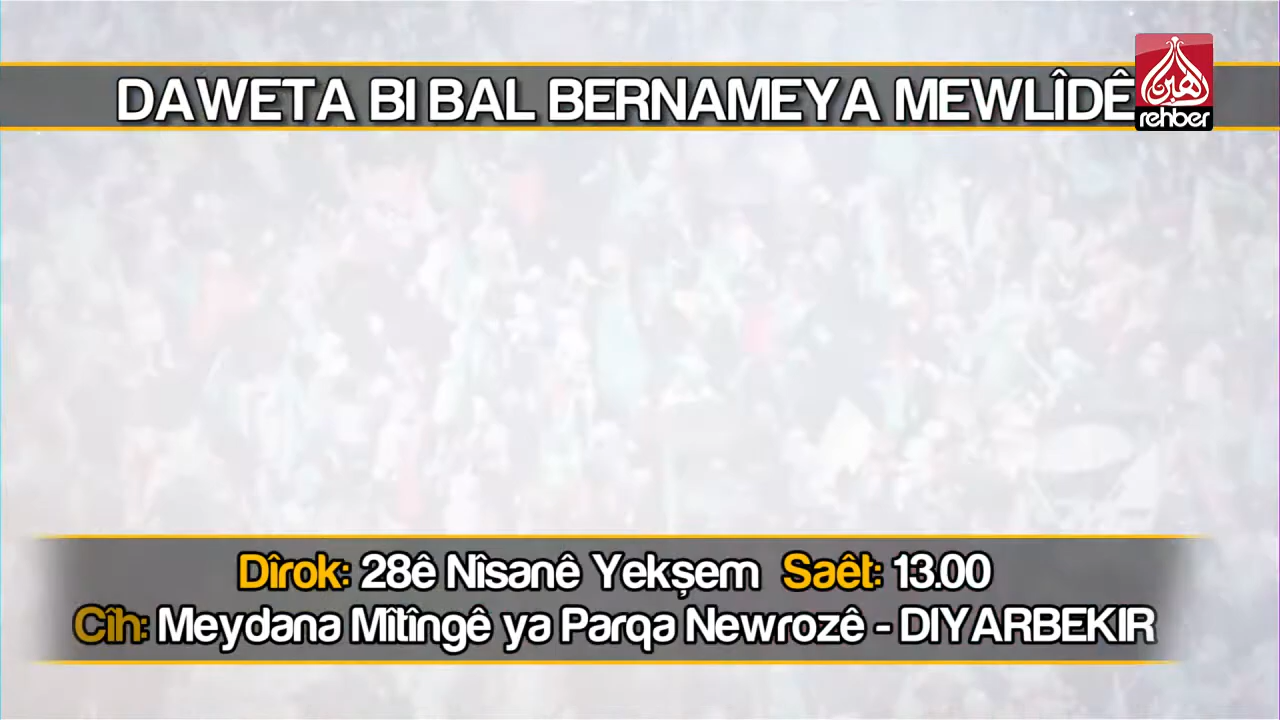 DAWETA BI BAL BERNAMEYA MEWLÎDÊ
رهبر
rehber
Dîrok: 28ê Nîsanê Yekşem Saêt: 13.00
Cîh: Meydana Mîtîngê ya Parqa Newrozê - DIYARBEKIR